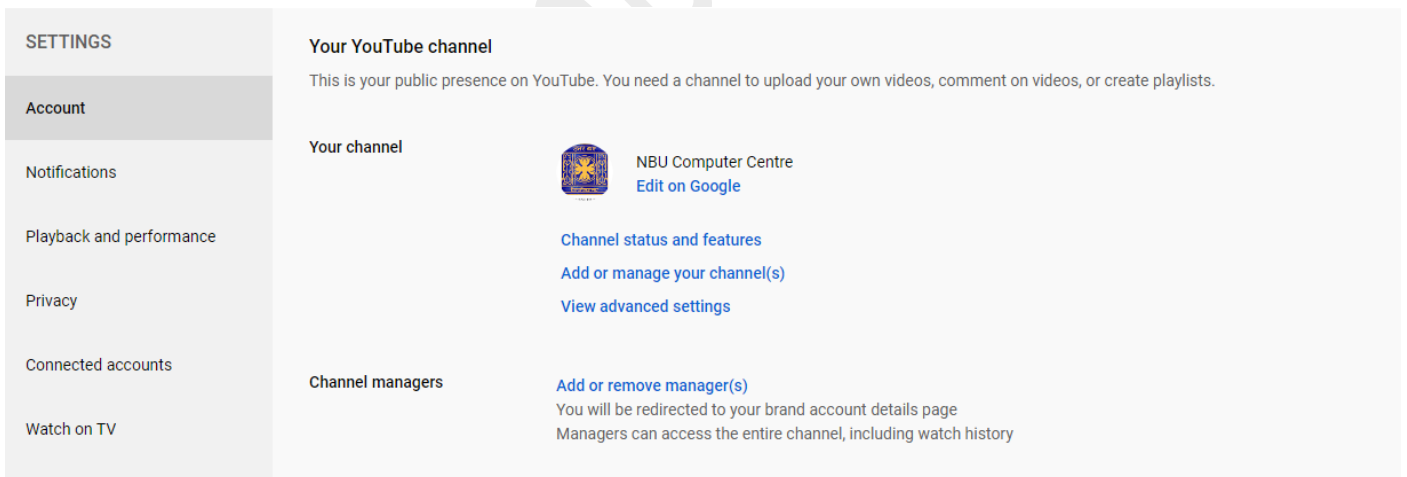 SETTINGS
Account
Notifications
Playback and performance
Privacy
Connected accounts
Watch on TV
Your YouTube channel
This is your public presence on YouTube. You need a channel to upload your own videos, comment on videos, or create playlists.
Your channel
NBU Computer Centre
Edit on Google
Channel status and features
Add or manage your channel(s)
View advanced settings
Channel managers
Add or remove manager(s)
You will be redirected to your brand account details page
Managers can access the entire channel, including watch history